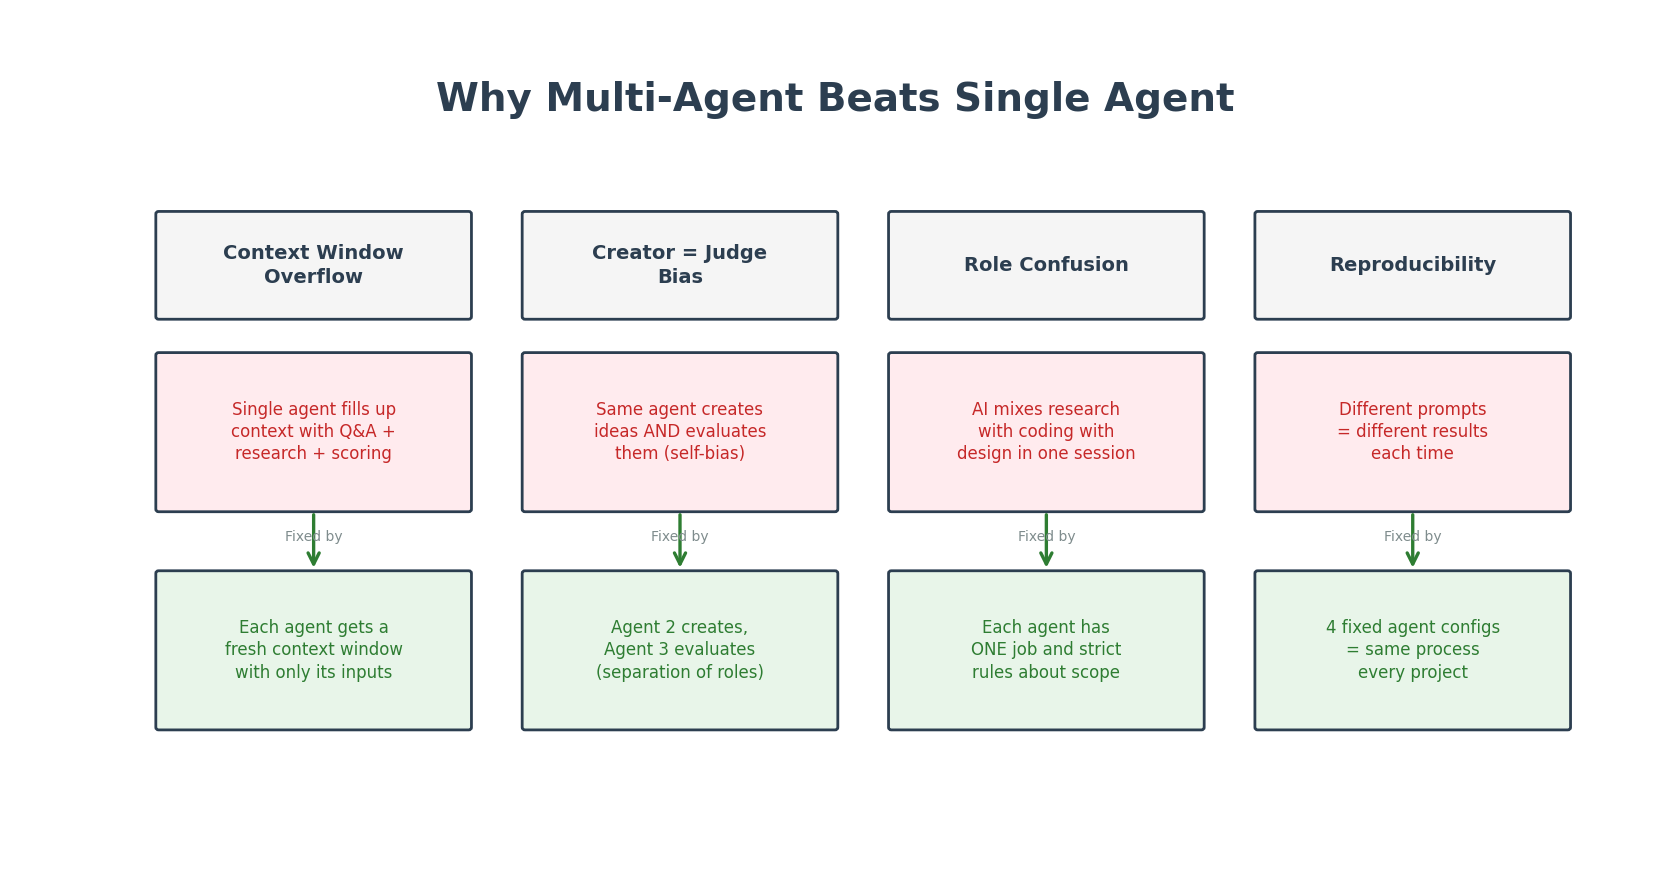 Why Multi-Agent Beats Single Agent
Context Window
Overflow
Creator = Judge
Bias
Role Confusion
Reproducibility
Single agent fills up
context with Q&A +
research + scoring
Same agent creates
ideas AND evaluates
them (self-bias)
AI mixes research
with coding with
design in one session
Different prompts
= different results
each time
Fixed by
Fixed by
Fixed by
Fixed by
Each agent gets a
fresh context window
with only its inputs
Agent 2 creates,
Agent 3 evaluates
(separation of roles)
Each agent has
ONE job and strict
rules about scope
4 fixed agent configs
= same process
every project